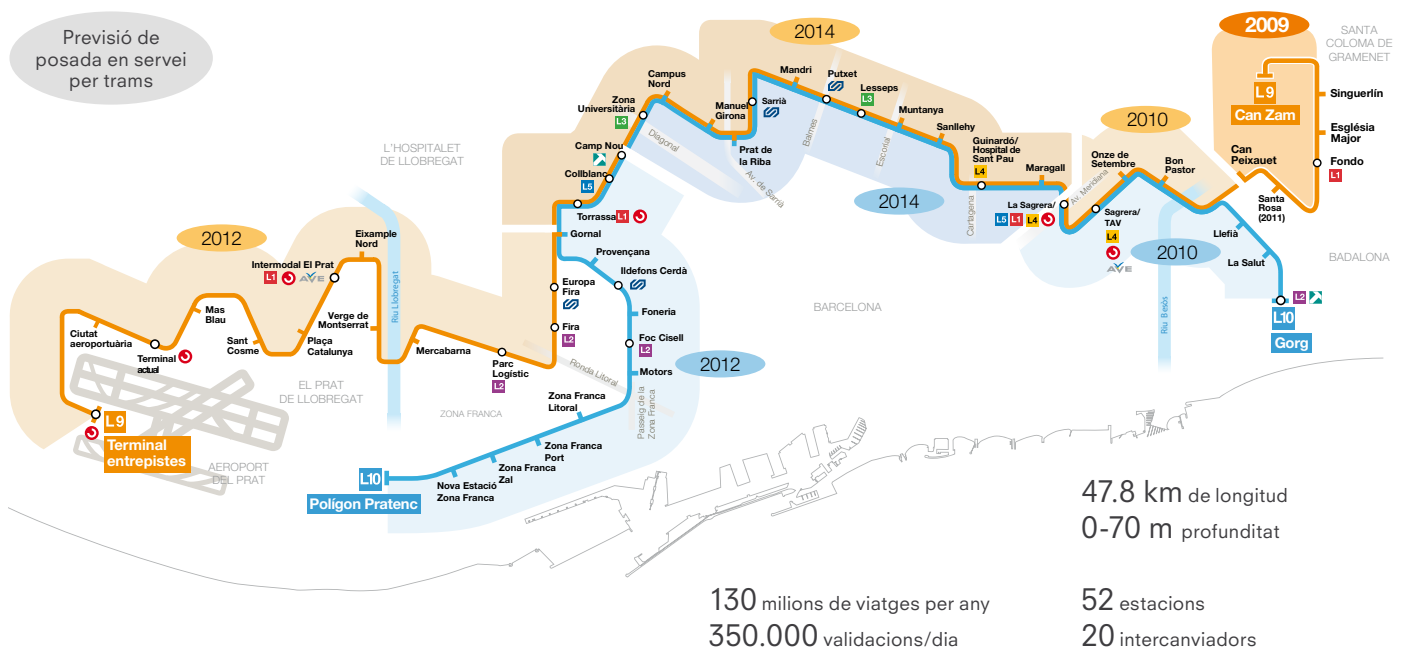 Previsió de
posada en servei
per trams
2014
2009
SANTA
COLOMA DE
GRAMENET
L9
Can Zam
Singuerlín
Església
Major
Fondo
L1
Santa
Rosa
(2011)
Can
Peixauet
2010
Bon
Pastor
Onze de
Setembre
Llefià
La Salut
BADALONA
L2
L10
Gorg
Riu Besòs
2010
Sagrera/
TAV
L4
AVE
Av. Meridiana
La Sagrera/
L5
L1
L4
Maragall
Guinardó/
Hospital de
Sant Pau
L4
Cartagena
2014
Sanllehy
Muntanya
Escorial
Lesseps
L3
Putxet
Balmes
Mandri
Sarrià
Av. de Sarrià
Prat de
la Riba
Manuel
Girona
Diagonal
Campus
Nord
Zona
Universitària
L3
Camp Nou
Collblanc
L5
Torrassa
L1
Gornal
L'HOSPITALET
DE LLOBREGAT
Provençana
Ildefons Cerdà
Europa
Fira
Foneria
Fira
L2
Foc Cisell
L2
Motors
2012
BARCELONA
Ronda Litoral
Passeig de la
Zona Franca
Zona Franca
Litoral
Zona Franca
Port
Zona Franca
Zal
Nova Estació
Zona Franca
L10
Polígon Pratenc
ZONA FRANCA
Parc
Logístic
L2
Mercabarna
Riu Llobregat
2012
Eixample
Nord
Intermodal El Prat
L1
AVE
Verge de
Montserrat
Plaça
Catalunya
Sant
Cosme
Mas
Blau
Terminal
actual
Ciutat
aeroportuària
EL PRAT
DE LLOBREGAT
L9
Terminal
entrepistes
AEROPORT
DEL PRAT
47.8 km de longitud
0-70 m profunditat
130 milions de viatges per any
350.000 validacions/dia
52 estacions
20 intercanviadors